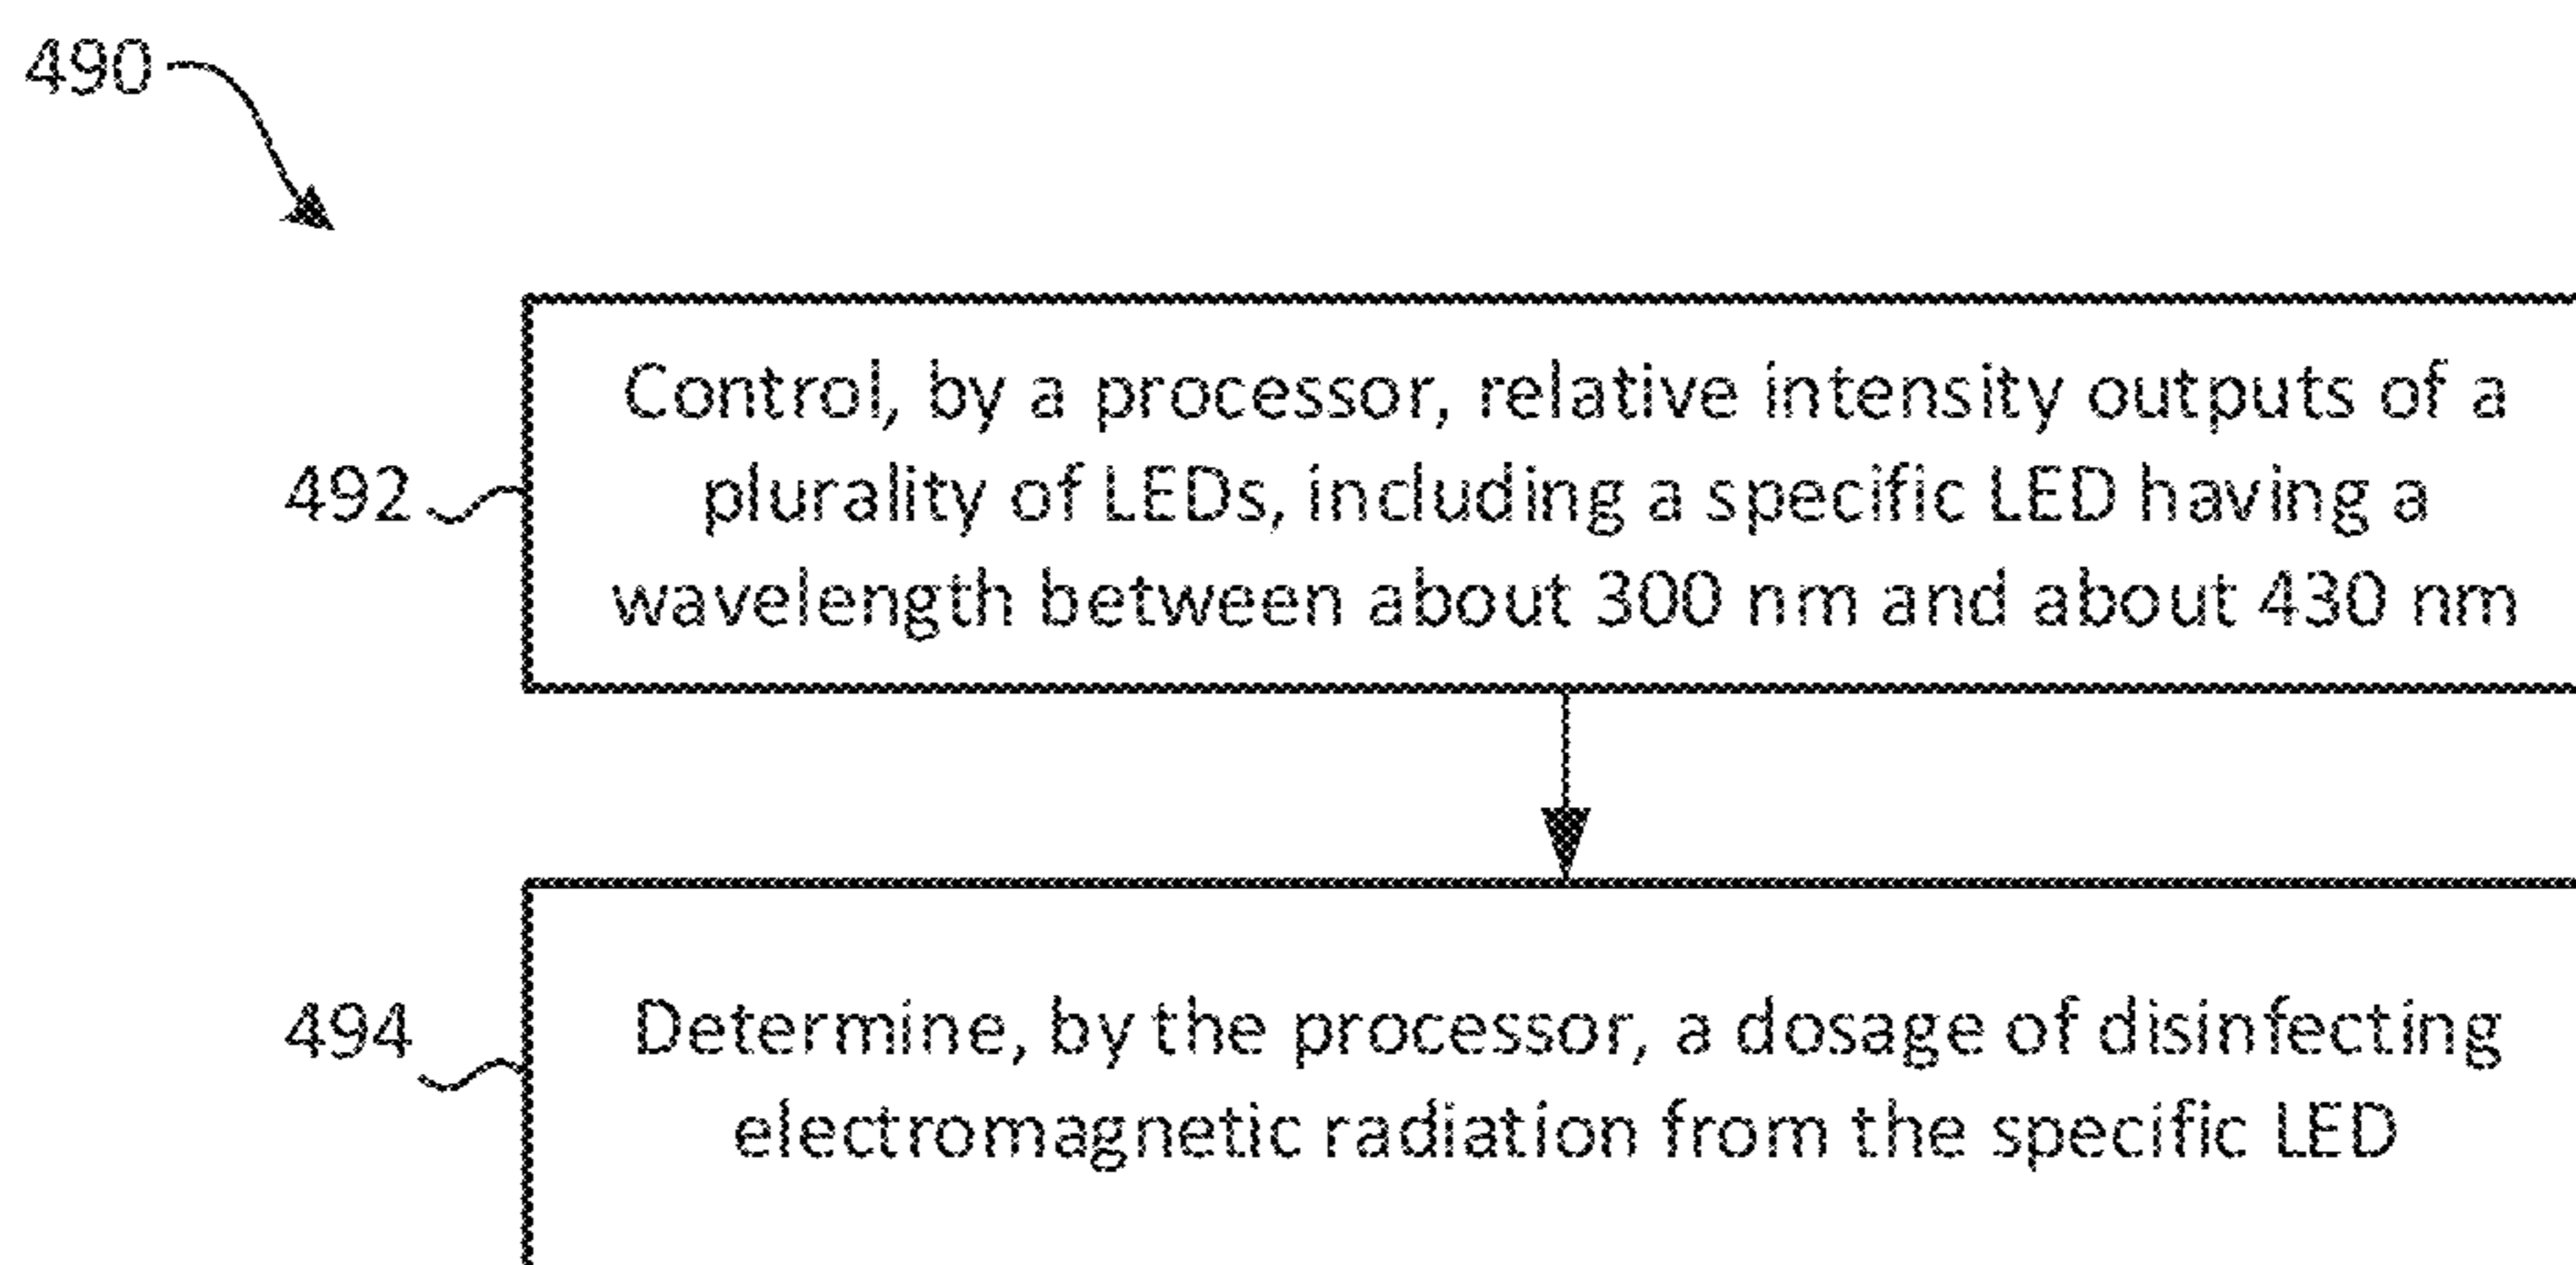 490
Control, by a processor, relative intensity outputs of a
492
plurality of LEDs, including a specific LED having a
wavelength between about 300 nm and about 430 nm
494
Determine, by the processor, a dosage of disinfecting
electromagnetic radiation from the specific LED